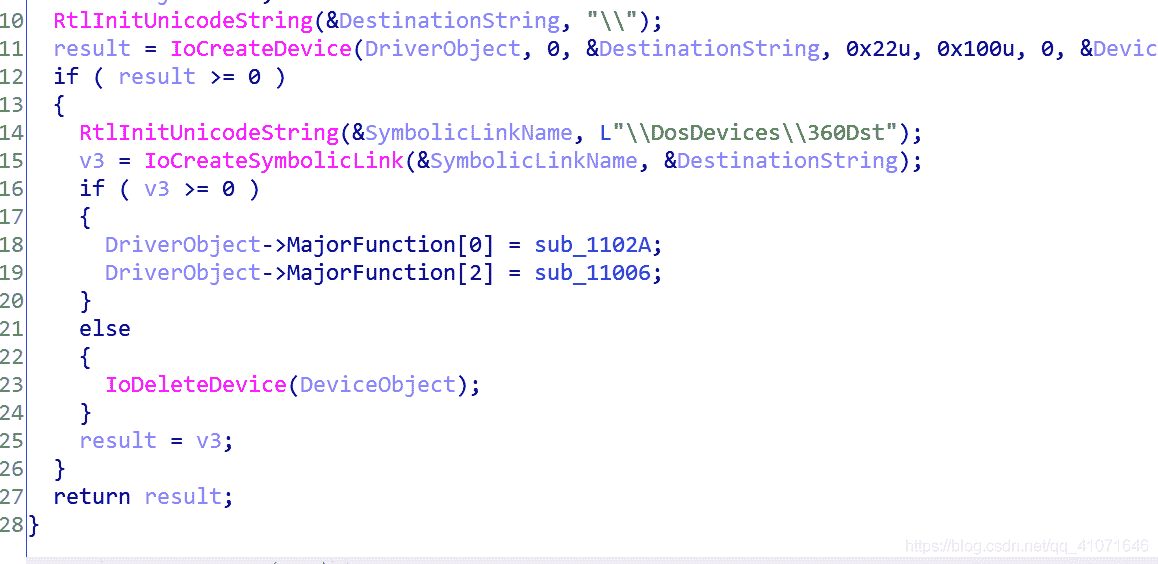 10 RtlInitUnicodeString(&DestinationString, "\\");
11 result = IoCreateDevice(DriverObject, 0, &DestinationString, 0x22u, 0x100u, 0, &Devic
12 if ( result >= 0 )
13 {
14 RtlInitUnicodeString(&SymbolicLinkName, L"\\DosDevices\\360Dst");
15 v3 = IoCreateSymbolicLink(&SymbolicLinkName, &DestinationString);
16 if ( v3 >= 0 )
17 {
18 DriverObject->MajorFunction[0] = sub_1102A;
19 DriverObject->MajorFunction[2] = sub_11006;
20 }
21 else
22 {
23 IoDeleteDevice(DeviceObject);
24 }
25 result = v3;
26 }
27 return result;
28 }
https://blog.csdn.net/qq_41071646